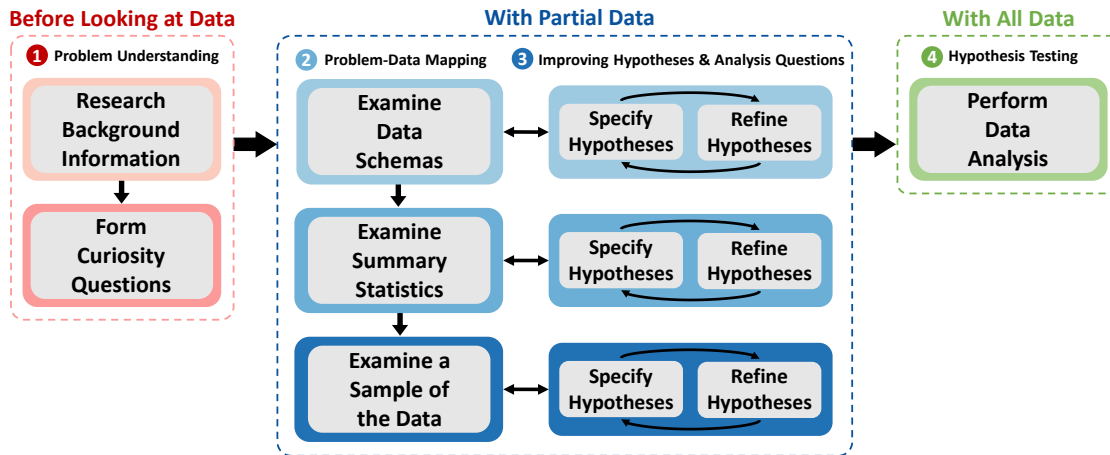 Before Looking at Data
1 Problem Understanding
Research
Background
Information
Form
Curiosity
Questions
With Partial Data
2 Problem-Data Mapping
3 Improving Hypotheses & Analysis Questions
Examine
Data
Schemas
Specify
Hypotheses
Refine
Hypotheses
Examine
Summary
Statistics
Specify
Hypotheses
Refine
Hypotheses
Examine a
Sample of
the Data
Specify
Hypotheses
Refine
Hypotheses
With All Data
4 Hypothesis Testing
Perform
Data
Analysis